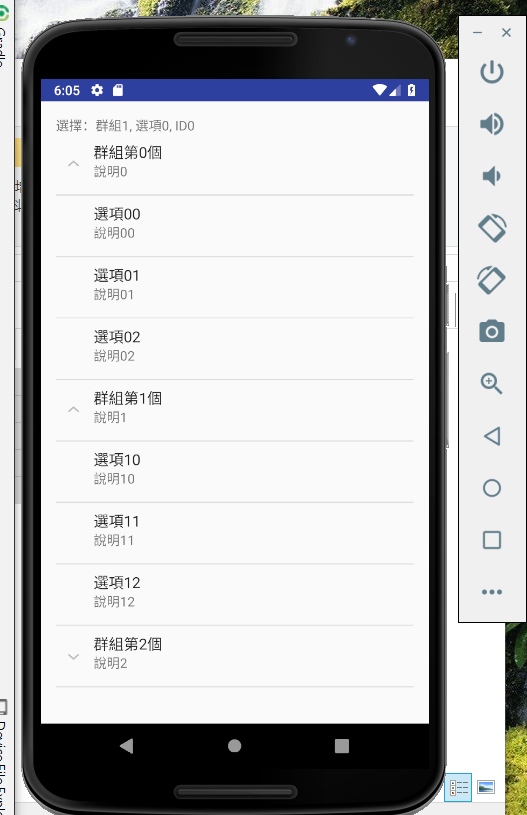 Gradle
6:05
選擇：群組1, 選項0, ID0
群組第0個
說明0
選項00
說明00
選項01
說明01
選項02
說明02
群組第1個
說明1
選項10
說明10
選項11
說明11
選項12
說明12
群組第2個
說明2
Device File Explo